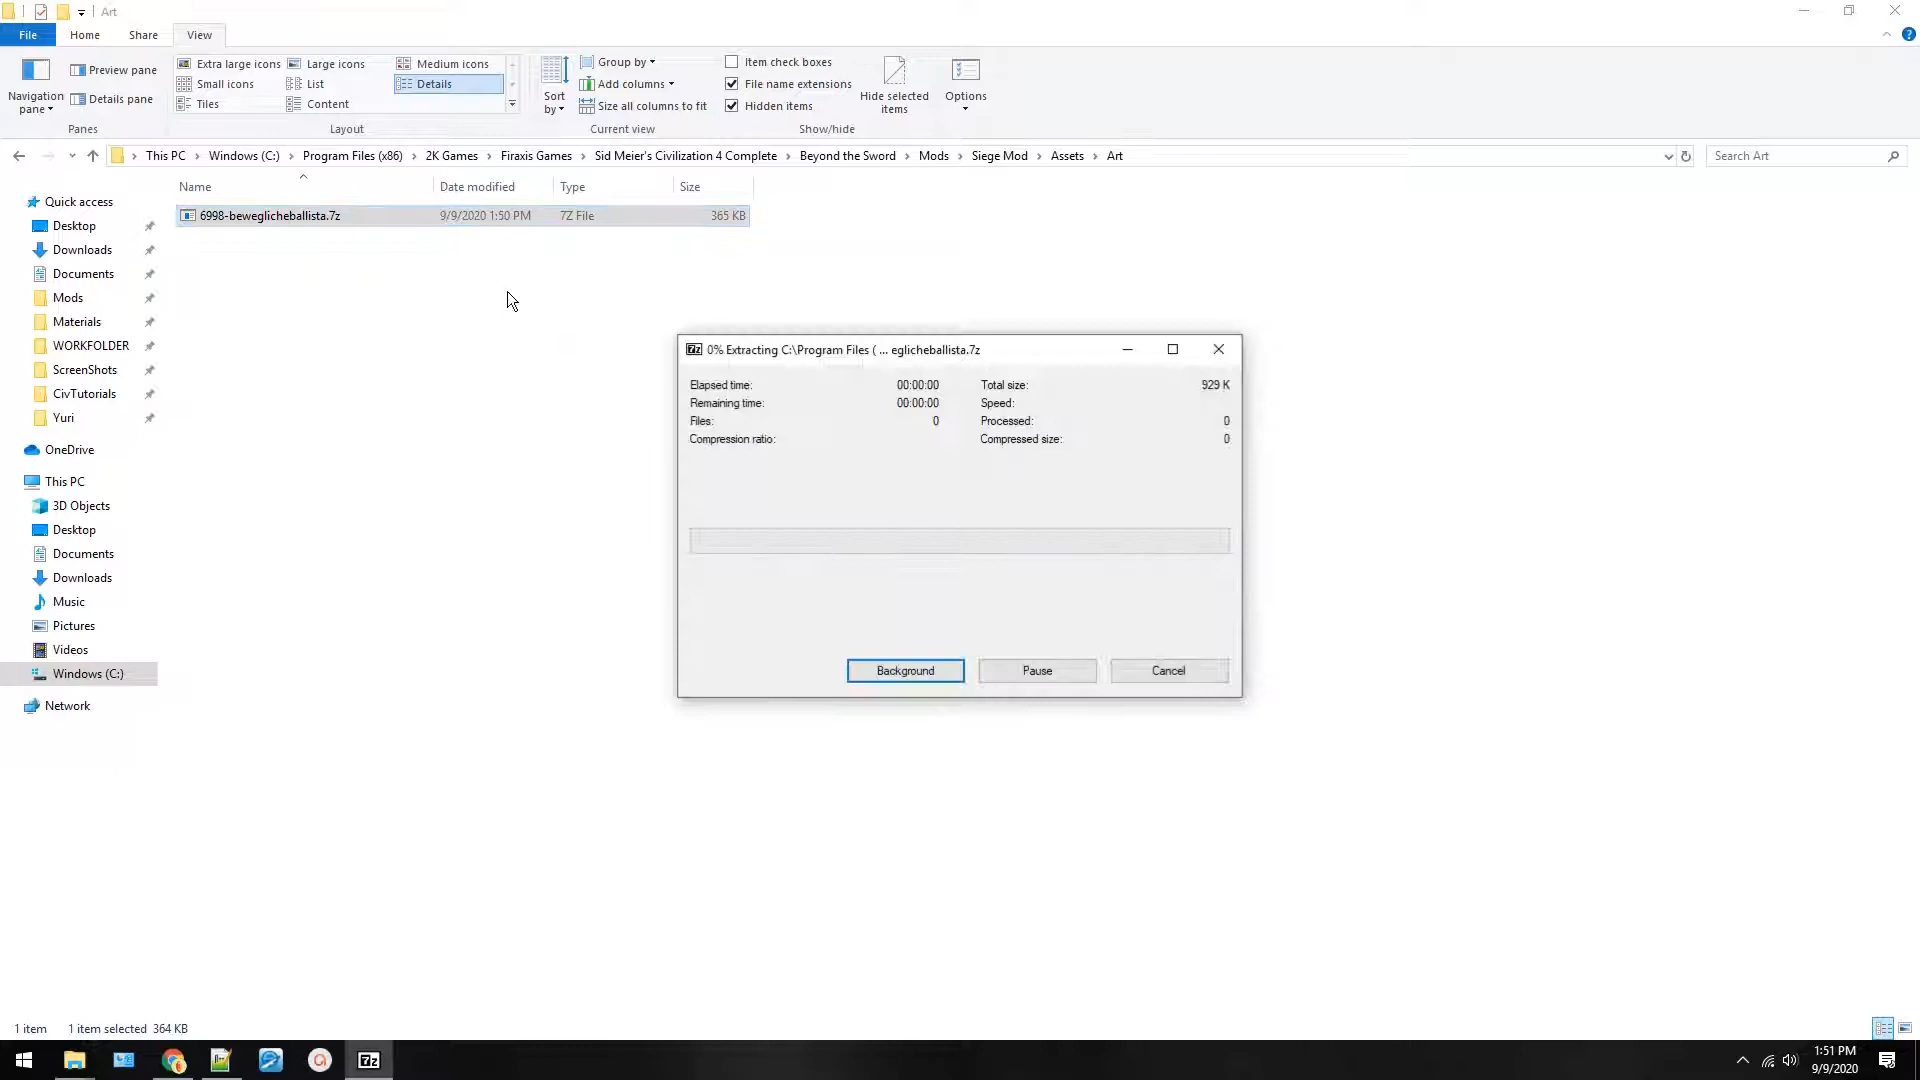 Art
File Home Share View
Navigation pane
Preview pane
Details pane
Panes
Extra large icons Large icons Medium icons
Small icons List Details
Tiles Content
Layout
Sort by
Group by
Add columns
Size all columns to fit
Current view
Item check boxes
File name extensions
Hidden items
Hide selected items
Show/hide
Options
This PC > Windows (C:) > Program Files (x86) > 2K Games > Firaxis Games > Sid Meier's Civilization 4 Complete > Beyond the Sword > Mods > Siege Mod > Assets > Art
Search Art
Name Date modified Type Size
6998-beweglicheballista.7z 9/9/2020 1:50 PM 7Z File 365 KB
Quick access
Desktop
Downloads
Documents
Mods
Materials
WORKFOLDER
ScreenShots
CivTutorials
Yuri
OneDrive
This PC
3D Objects
Desktop
Documents
Downloads
Music
Pictures
Videos
Windows (C:)
Network
7z 0% Extracting C:\Program Files ( ... eglicheballista.7z
Elapsed time: 00:00:00 Total size: 929 K
Remaining time: 00:00:00 Speed:
Files: 0 Processed: 0
Compression ratio: Compressed size: 0
Background Pause Cancel
1 item 1 item selected 364 KB
7z
1:51 PM
9/9/2020